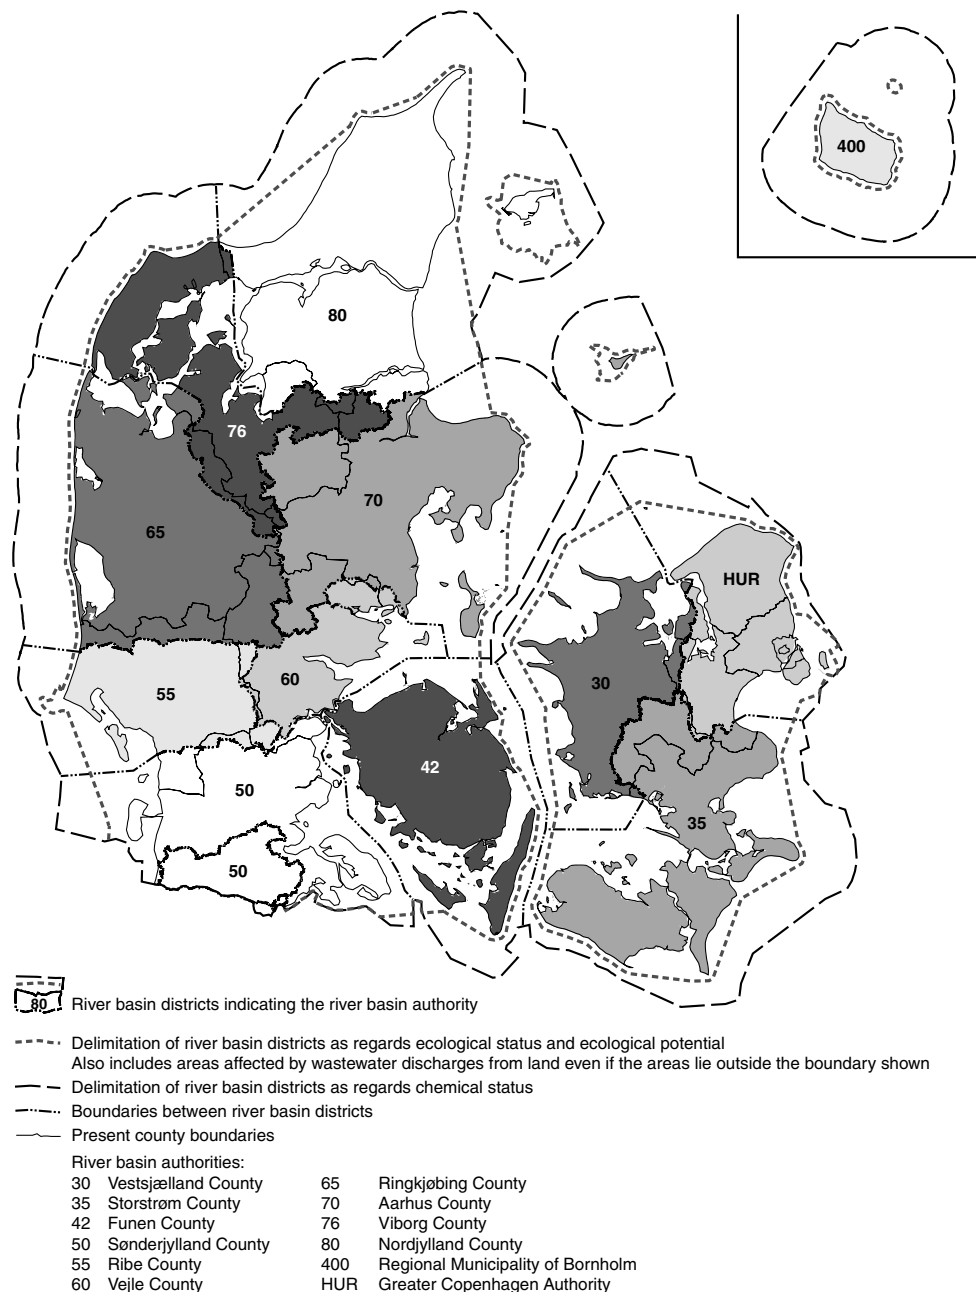 400
80
76
70
65
HUR
60
30
55
42
50
35
50
80 River basin districts indicating the river basin authority
Delimitation of river basin districts as regards ecological status and ecological potential
Also includes areas affected by wastewater discharges from land even if the areas lie outside the boundary shown
Delimitation of river basin districts as regards chemical status
Boundaries between river basin districts
Present county boundaries
River basin authorities:
30 Vestsjælland County 65 Ringkjøbing County
35 Storstrøm County 70 Aarhus County
42 Funen County 76 Viborg County
50 Sønderjylland County 80 Nordjylland County
55 Ribe County 400 Regional Municipality of Bornholm
60 Vejle County HUR Greater Copenhagen Authority